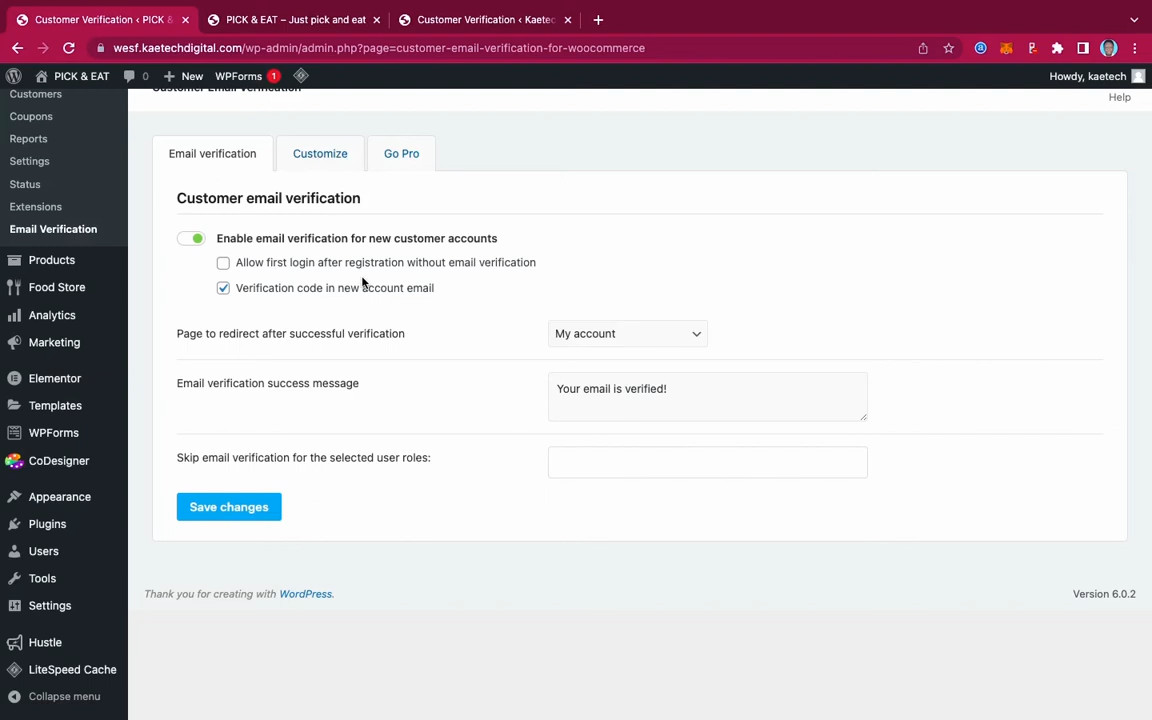 Customer Verification < PICK &
PICK & EAT – Just pick and eat
Customer Verification < Kaetec
wesf.kaetechdigital.com/wp-admin/admin.php?page=customer-email-verification-for-woocommerce
PICK & EAT
0
New
WPForms
1
Howdy, kaetech
Customer Email Verification
Help
Customers
Coupons
Reports
Settings
Status
Extensions
Email Verification
Products
Food Store
Analytics
Marketing
Elementor
Templates
WPForms
CoDesigner
Appearance
Plugins
Users
Tools
Settings
Hustle
LiteSpeed Cache
Collapse menu
Email verification
Customize
Go Pro
Customer email verification
Enable email verification for new customer accounts
Allow first login after registration without email verification
Verification code in new account email
Page to redirect after successful verification
My account
Email verification success message
Your email is verified!
Skip email verification for the selected user roles:
Save changes
Thank you for creating with WordPress.
Version 6.0.2